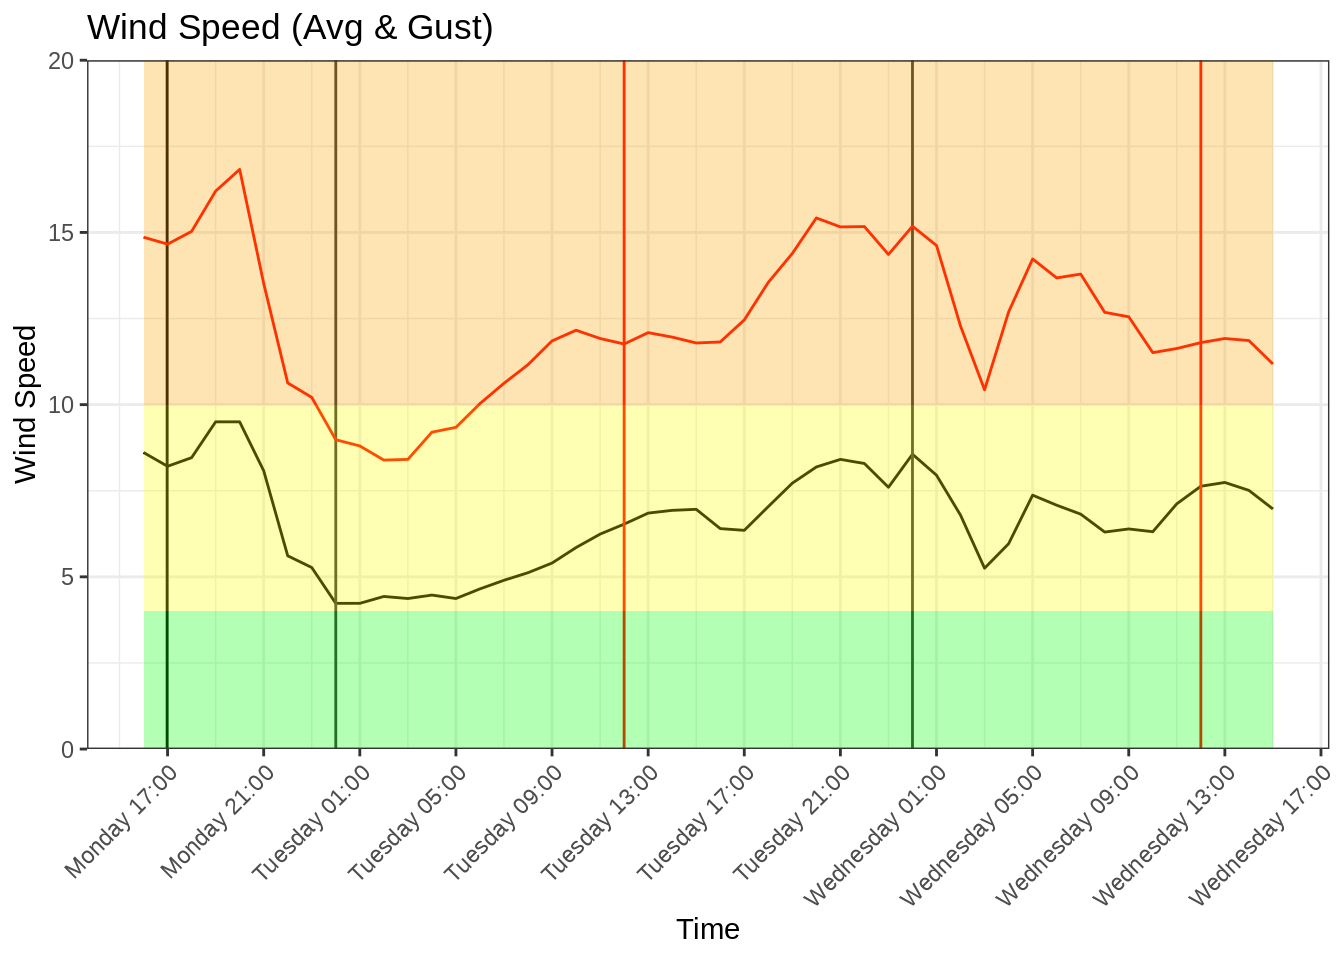 Wind Speed (Avg & Gust)
20
15
10
5
0
Wind Speed
Monday 17:00
Monday 21:00
Tuesday 01:00
Tuesday 05:00
Tuesday 09:00
Tuesday 13:00
Tuesday 17:00
Tuesday 21:00
Wednesday 01:00
Wednesday 05:00
Wednesday 09:00
Wednesday 13:00
Wednesday 17:00
Time